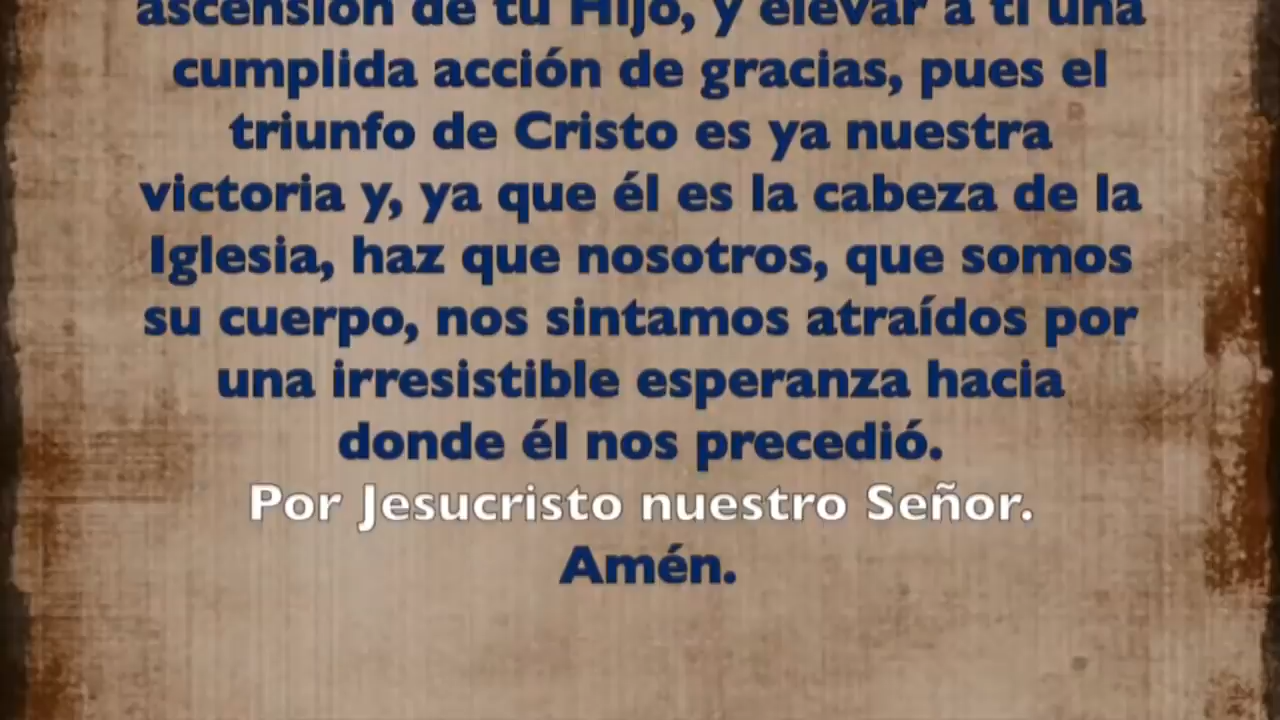 ascensión de tu Hijo, y elevar a ti una
cumplida acción de gracias, pues el
triunfo de Cristo es ya nuestra
victoria y, ya que él es la cabeza de la
Iglesia, haz que nosotros, que somos
su cuerpo, nos sintamos atraídos por
una irresistible esperanza hacia
donde él nos precedió.
Por Jesucristo nuestro Señor.
Amén.